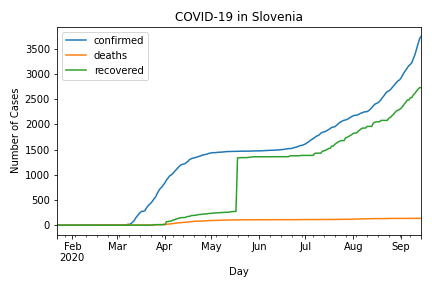 COVID-19 in Slovenia
confirmed
deaths
recovered
Number of Cases
3500
3000
2500
2000
1500
1000
500
0
Feb Mar Apr May Jun Jul Aug Sep
2020
Day